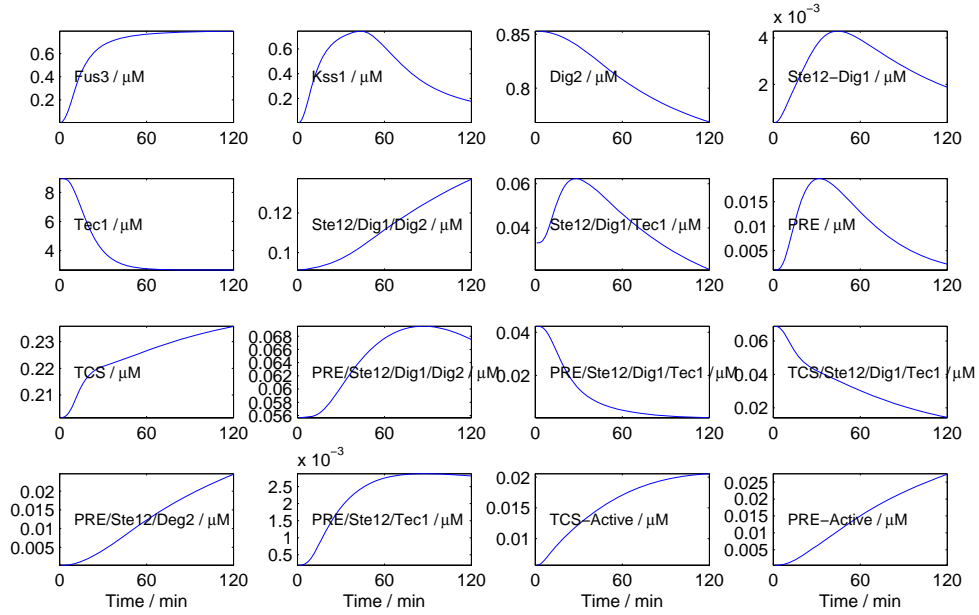 x 10⁻³
0.6
0.4
0.2
Fus3 / μM
0 60 120
0.6
0.4
0.2
Kss1 / μM
0 60 120
0.85
0.8
Dig2 / μM
0 60 120
4
2
Ste12−Dig1 / μM
0 60 120
8
6
4
Tec1 / μM
0 60 120
0.12
0.1
Ste12/Dig1/Dig2 / μM
0 60 120
0.06
0.04
Ste12/Dig1/Tec1 / μM
0 60 120
0.015
0.01
0.005
PRE / μM
0 60 120
0.23
0.22
0.21
TCS / μM
0 60 120
0.068
0.066
0.064
0.062
0.06
0.058
0.056
PRE/Ste12/Dig1/Dig2 / μM
0 60 120
0.04
0.02
PRE/Ste12/Dig1/Tec1 / μM
0 60 120
0.06
0.04
0.02
TCS/Ste12/Dig1/Tec1 / μM
0 60 120
0.02
0.015
0.01
0.005
PRE/Ste12/Deg2 / μM
0 60 120
Time / min
x 10⁻³
2.5
2
1.5
1
0.5
PRE/Ste12/Tec1 / μM
0 60 120
Time / min
0.02
0.015
0.01
TCS−Active / μM
0 60 120
Time / min
0.025
0.02
0.015
0.01
0.005
PRE−Active / μM
0 60 120
Time / min